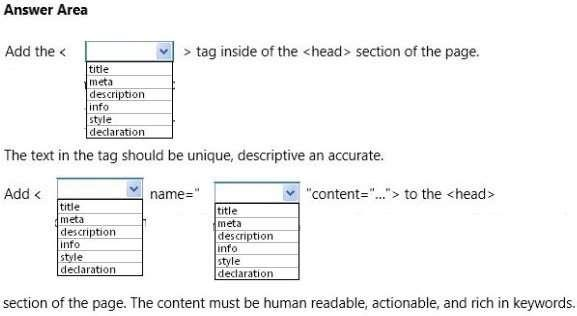 Answer Area
Add the < > tag inside of the <head> section of the page.
title
meta
description
info
style
declaration
The text in the tag should be unique, descriptive an accurate.
Add < name=" "content="..."> to the <head>
title
meta
description
info
style
declaration
title
meta
description
info
style
declaration
section of the page. The content must be human readable, actionable, and rich in keywords.